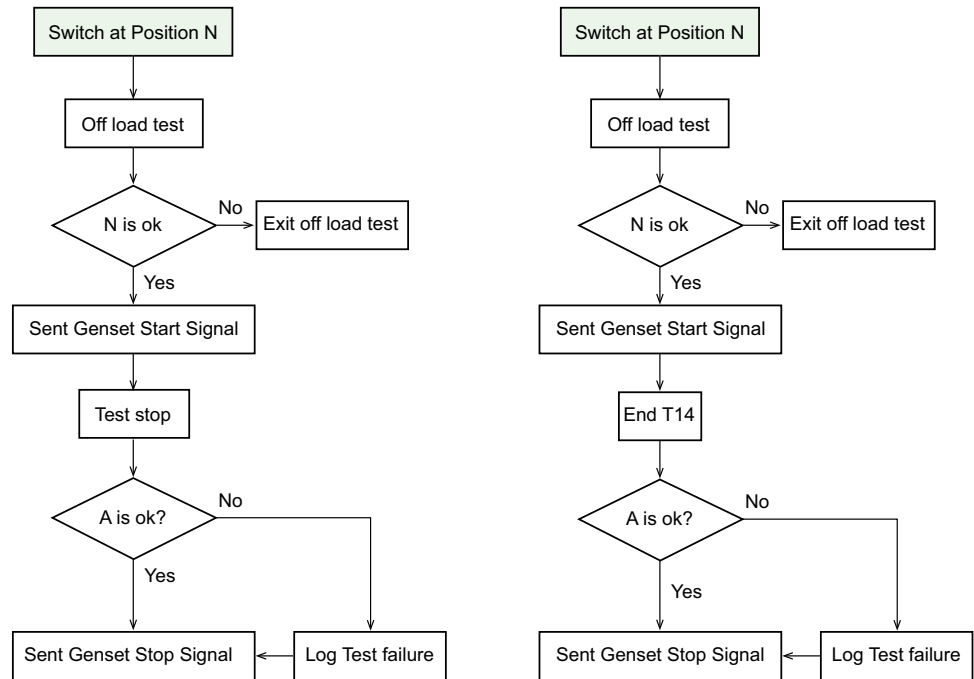 Switch at Position N
Off load test
N is ok
No
Exit off load test
Yes
Sent Genset Start Signal
Test stop
A is ok?
No
Yes
Sent Genset Stop Signal
Log Test failure
Switch at Position N
Off load test
N is ok
No
Exit off load test
Yes
Sent Genset Start Signal
End T14
A is ok?
No
Yes
Sent Genset Stop Signal
Log Test failure